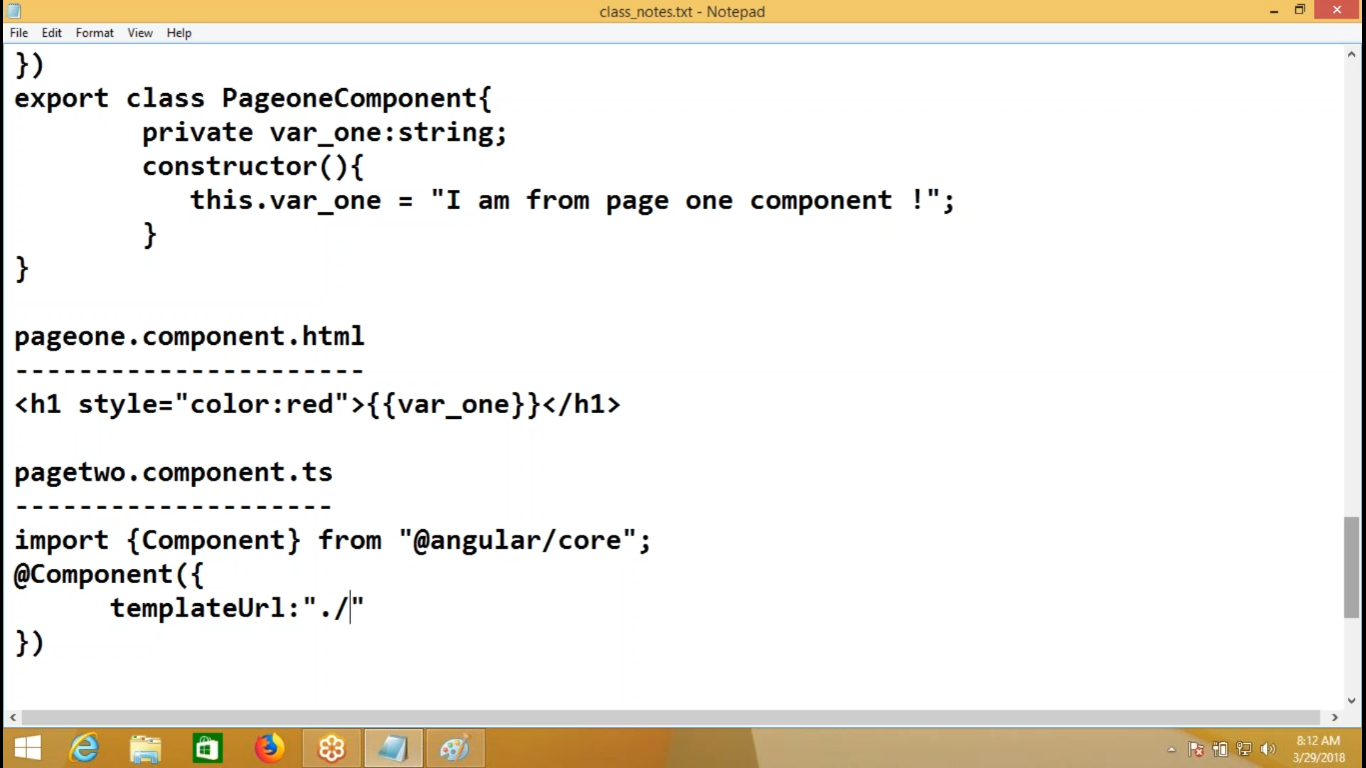 class_notes.txt - Notepad
File Edit Format View Help
})
export class PageoneComponent{
        private var_one:string;
        constructor(){
           this.var_one = "I am from page one component !";
        }
}

pageone.component.html
----------------------
<h1 style="color:red">{{var_one}}</h1>

pagetwo.component.ts
--------------------
import {Component} from "@angular/core";
@Component({
      templateUrl:"./"
})
8:12 AM
3/29/2018